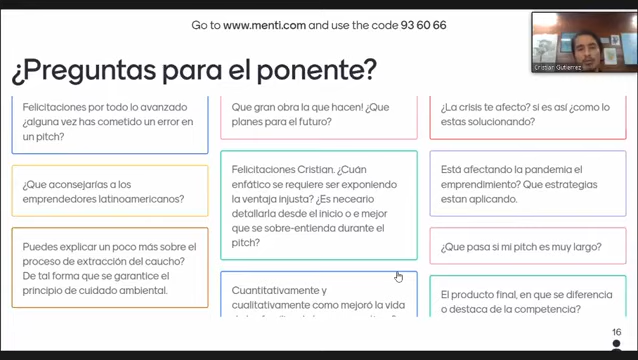 Go to www.menti.com and use the code 93 60 66
Cristian Gutierrez
¿Preguntas para el ponente?
Felicitaciones por todo lo avanzado
¿alguna vez has cometido un error en
un pitch?
¿Que aconsejarías a los
emprendedores latinoamericanos?
Puedes explicar un poco más sobre el
proceso de extracción del caucho?
De tal forma que se garantice el
principio de cuidado ambiental.
Que gran obra la que hacen! ¿Que
planes para el futuro?
Felicitaciones Cristian. ¿Cuán
enfático se requiere ser exponiendo
la ventaja injusta? ¿Es neceario
detallarla desde el inicio o e mejor
que se sobre-entienda durante el
pitch?
Cuantitativamente y
cualitativamente como mejoró la vida
¿La crisis te afecto? si es así ¿como lo
estas solucionando?
Está afectando la pandemia el
emprendimiento? Que estrategias
estan aplicando.
¿Que pasa si mi pitch es muy largo?
El producto final, en que se diferencia
o destaca de la competencia?
16